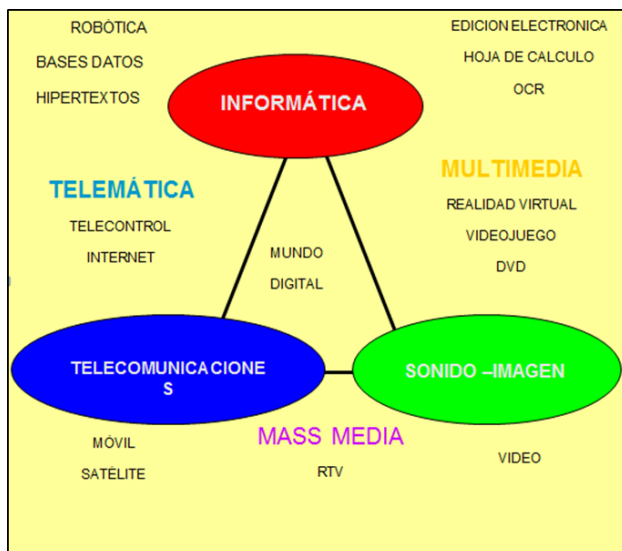 ROBÓTICA
BASES DATOS
HIPERTEXTOS
EDICION ELECTRONICA
HOJA DE CALCULO
OCR
INFORMÁTICA
TELEMÁTICA
TELECONTROL
INTERNET
MULTIMEDIA
REALIDAD VIRTUAL
VIDEOJUEGO
DVD
MUNDO
DIGITAL
TELECOMUNICACIONE
S
SONIDO –IMAGEN
MÓVIL
SATÉLITE
MASS MEDIA
RTV
VIDEO